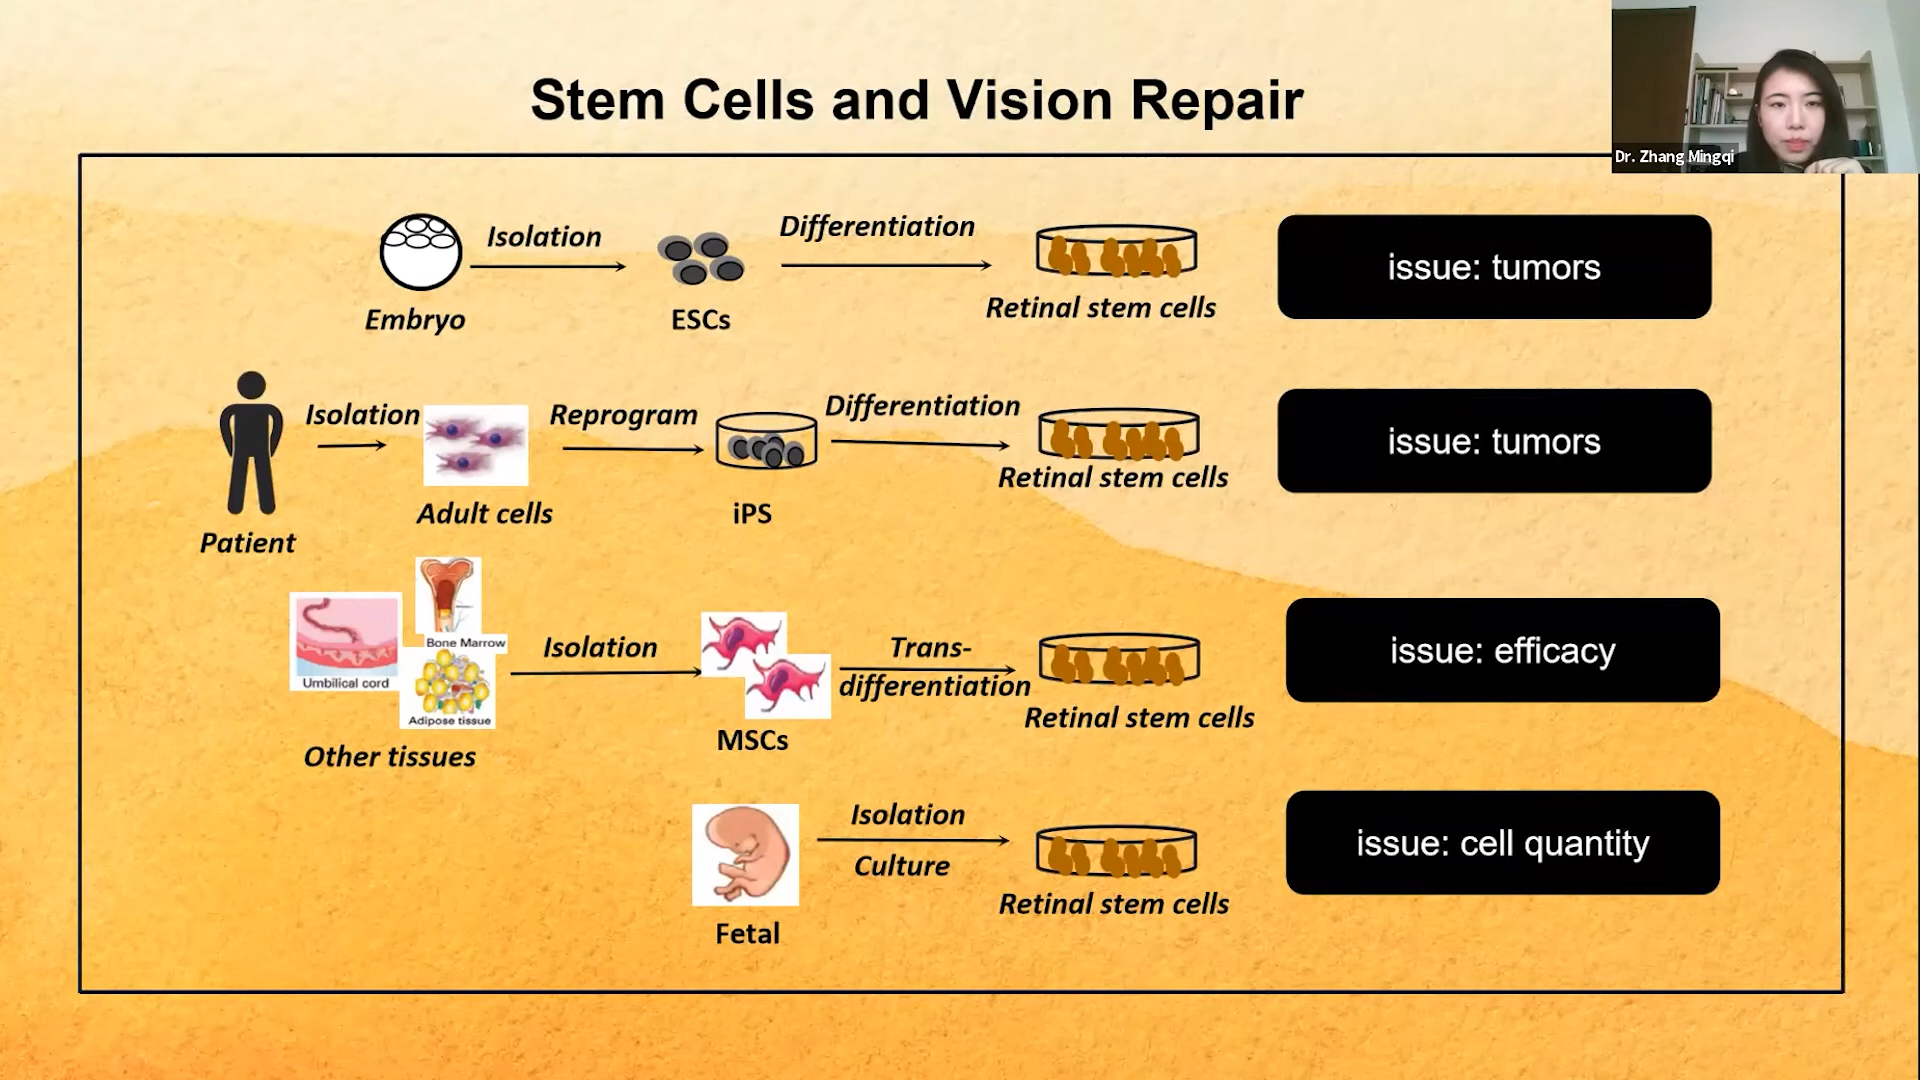 Stem Cells and Vision Repair
Dr. Zhang Mingqi
Isolation
Differentiation
Embryo
ESCs
Retinal stem cells
issue: tumors
Isolation
Reprogram
Differentiation
Patient
Adult cells
iPS
Retinal stem cells
issue: tumors
Umbilical cord
Bone Marrow
Adipose tissue
Other tissues
Isolation
MSCs
Trans-
differentiation
Retinal stem cells
issue: efficacy
Fetal
Isolation
Culture
Retinal stem cells
issue: cell quantity